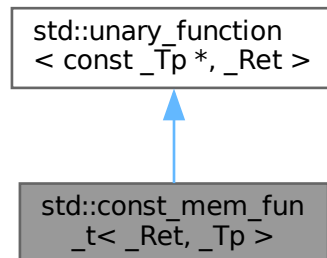 std::unary_function
< const _Tp *, _Ret >
std::const_mem_fun
_t< _Ret, _Tp >